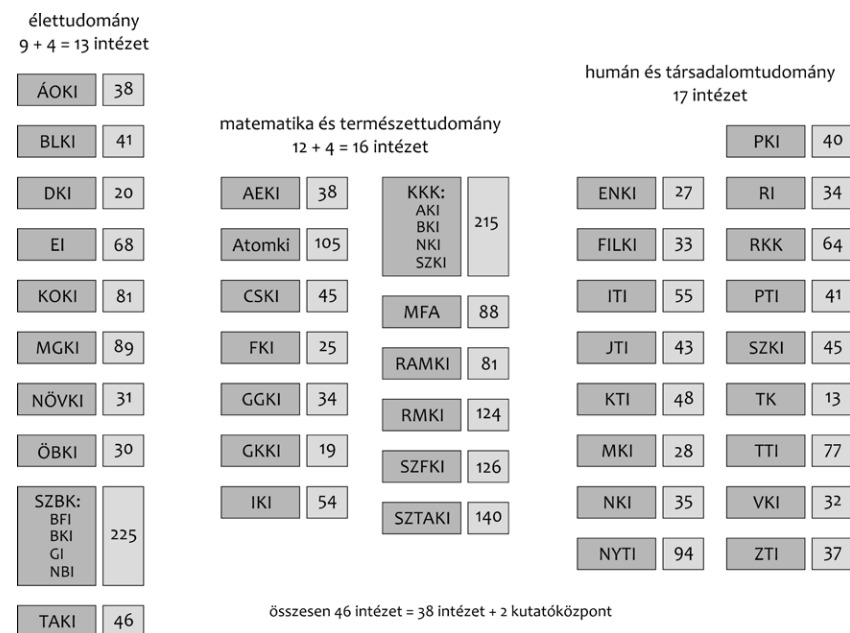 élettudomány
9 + 4 = 13 intézet
ÁOKI 38
BLKI 41
DKI 20
EI 68
KOKI 81
MGKI 89
NÖVKI 31
ÖBKI 30
SZBK:
BFI
BKI
GI
NBI
225
TAKI 46
matematika és természettudomány
12 + 4 = 16 intézet
AEKI 38
Atomki 105
CSKI 45
FKI 25
GGKI 34
GKKI 19
IKI 54
KKK:
AKI
BKI
NKI
SZKI
215
MFA 88
RAMKI 81
RMKI 124
SZFKI 126
SZTAKI 140
humán és társadalomtudomány
17 intézet
ENKI 27
FILKI 33
ITI 55
JTI 43
KTI 48
MKI 28
NKI 35
NYTI 94
PKI 40
RI 34
RKK 64
PTI 41
SZKI 45
TK 13
TTI 77
VKI 32
ZTI 37
összesen 46 intézet = 38 intézet + 2 kutatóközpont